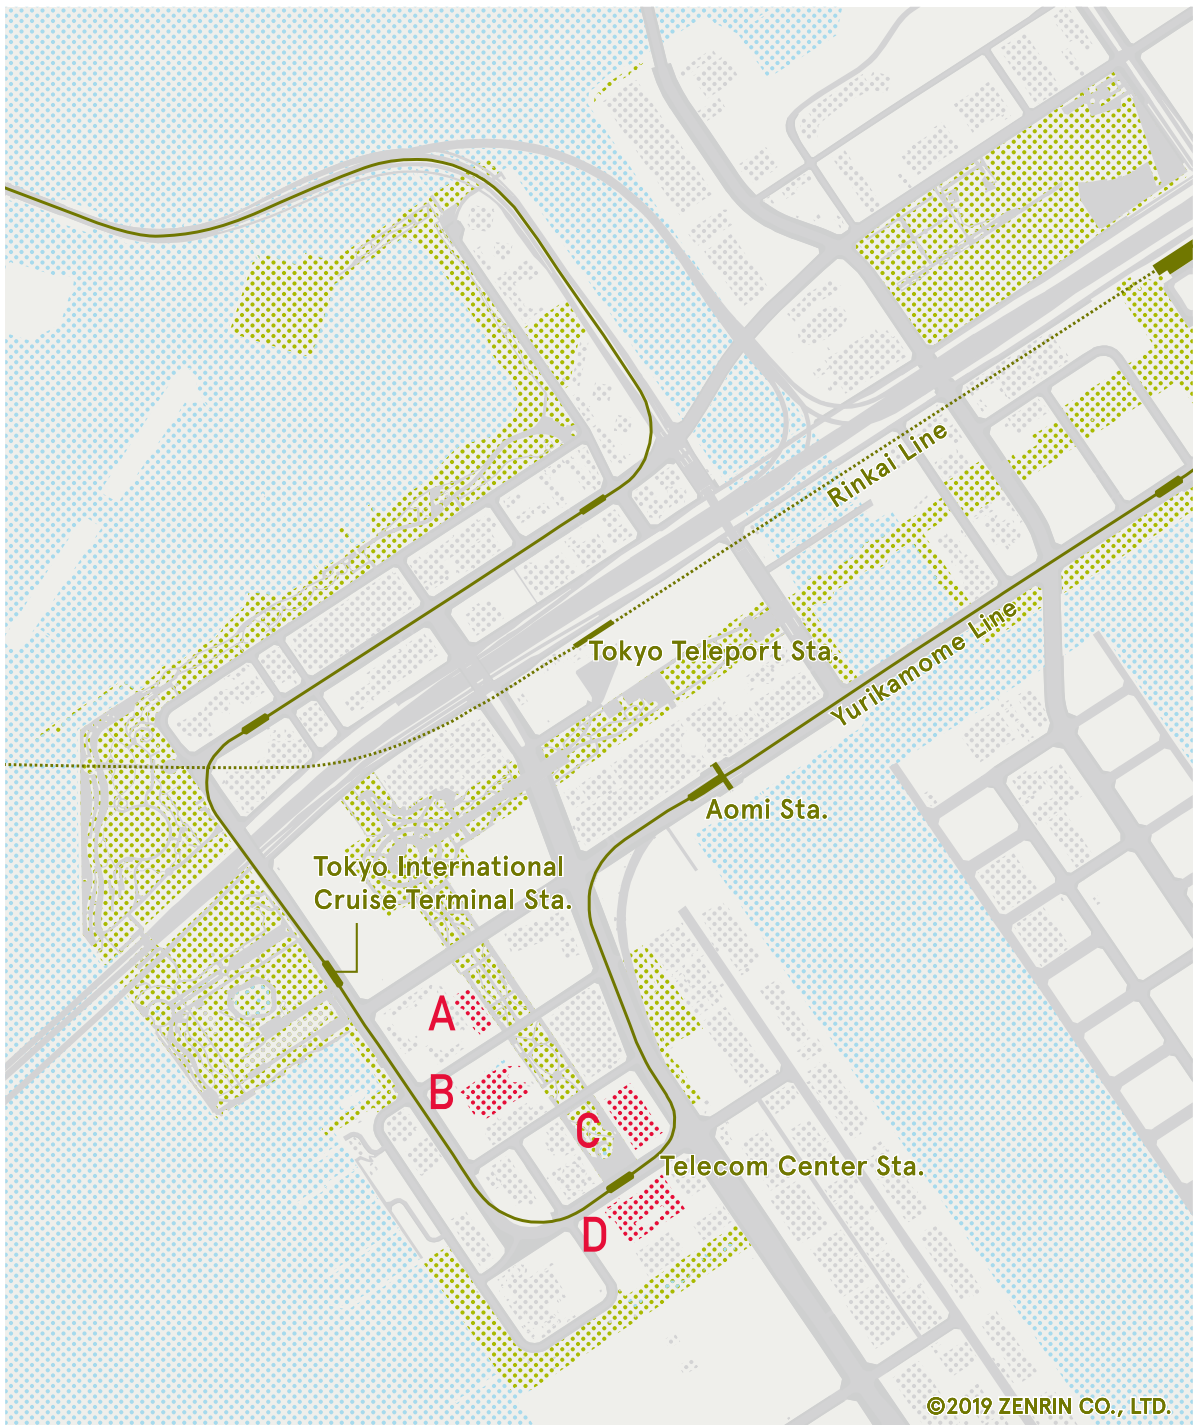 Rinkai Line
Tokyo Teleport Sta.
Yurikamome Line
Aomi Sta.
Tokyo International
Cruise Terminal Sta.
A
B
C
Telecom Center Sta.
D
©2019 ZENRIN CO., LTD.